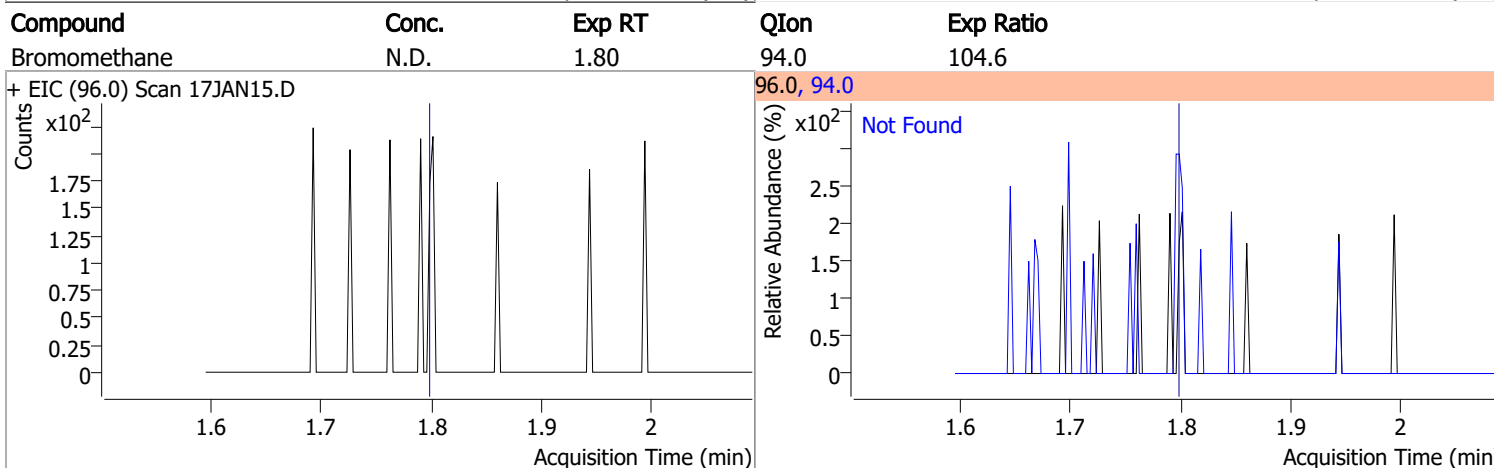 Compound Conc. Exp RT QIon Exp Ratio
Bromomethane N.D. 1.80 94.0 104.6
+ EIC (96.0) Scan 17JAN15.D
Counts
x10²
1.75
1.5
1.25
1
0.75
0.5
0.25
0
1.6 1.7 1.8 1.9 2
Acquisition Time (min)
96.0, 94.0
Relative Abundance (%)
x10²
Not Found
2.5
2
1.5
1
0.5
0
1.6 1.7 1.8 1.9 2
Acquisition Time (min)